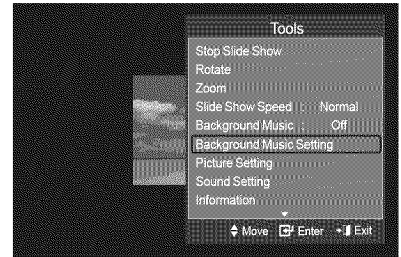 Tools
Stop Slide Show
Rotate
Zoom
Slide Show Speed : Normal
Background Music : Off
Background Music Setting
Picture Setting
Sound Setting
Information
Move Enter Exit